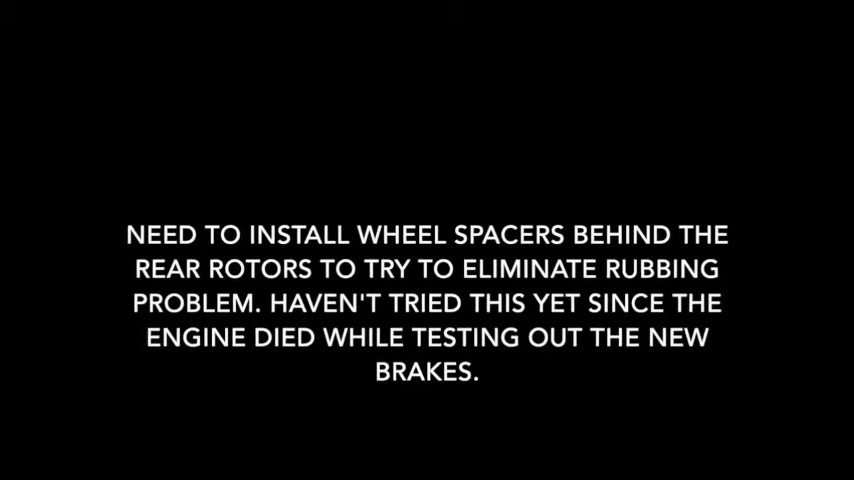 NEED TO INSTALL WHEEL SPACERS BEHIND THE
REAR ROTORS TO TRY TO ELIMINATE RUBBING
PROBLEM. HAVEN'T TRIED THIS YET SINCE THE
ENGINE DIED WHILE TESTING OUT THE NEW
BRAKES.